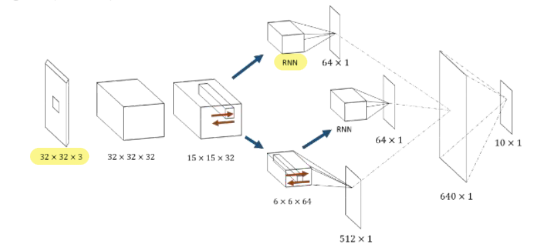 RNN
64 × 1
32 × 32 × 3
32 × 32 × 32
15 × 15 × 32
RNN
64 × 1
10 × 1
6 × 6 × 64
640 × 1
512 × 1